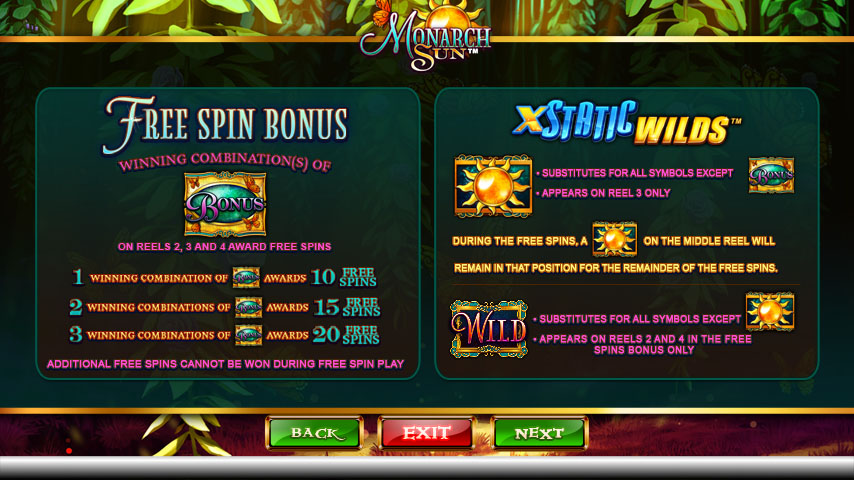 MONARCH
SUN™
FREE SPIN BONUS
WINNING COMBINATION(S) OF
BONUS
ON REELS 2, 3 AND 4 AWARD FREE SPINS
1 WINNING COMBINATION OF BONUS AWARDS 10 FREE SPINS
2 WINNING COMBINATIONS OF BONUS AWARDS 15 FREE SPINS
3 WINNING COMBINATIONS OF BONUS AWARDS 20 FREE SPINS
ADDITIONAL FREE SPINS CANNOT BE WON DURING FREE SPIN PLAY
XSTATIC WILDS™
• SUBSTITUTES FOR ALL SYMBOLS EXCEPT BONUS
• APPEARS ON REEL 3 ONLY
DURING THE FREE SPINS, A ON THE MIDDLE REEL WILL
REMAIN IN THAT POSITION FOR THE REMAINDER OF THE FREE SPINS.
WILD
• SUBSTITUTES FOR ALL SYMBOLS EXCEPT
• APPEARS ON REELS 2 AND 4 IN THE FREE
SPINS BONUS ONLY
BACK
EXIT
NEXT